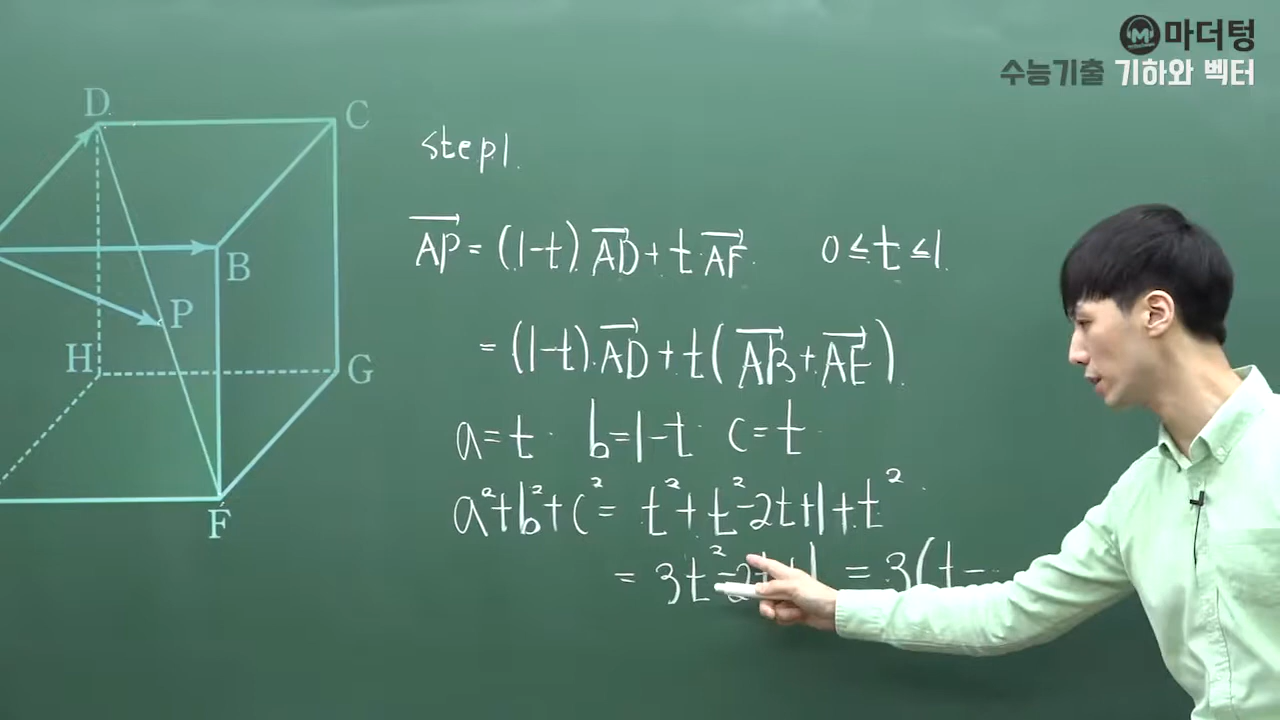 마더텅
수능기출 기하와 벡터
D
C
B
P
H
G
F
step1.
AP = (1-t) AD + t AF 0 ≤ t ≤ 1
= (1-t) AD + t ( AB + AE )
a = t b = 1-t c = t
a² + b² + c² = t² + t² - 2t + 1 + t²
= 3t² - 2t + 1 = 3(t -